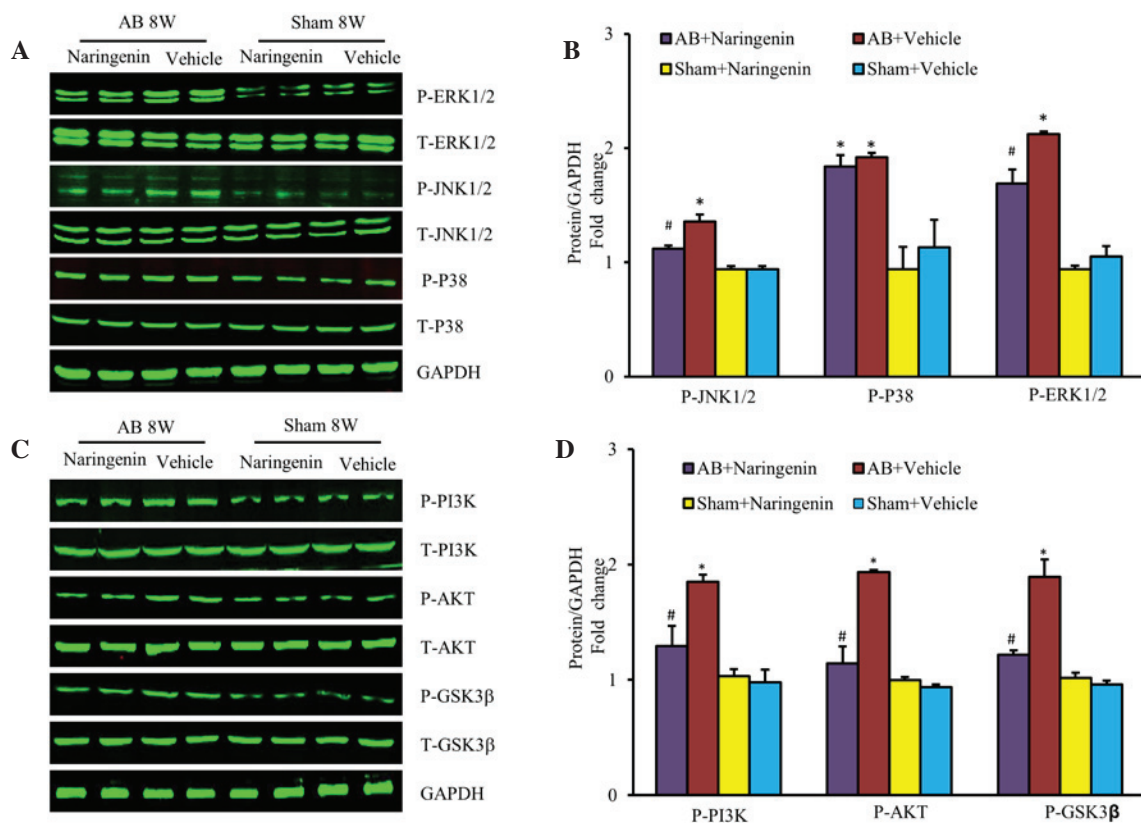 A
AB 8W Sham 8W
Naringenin Vehicle Naringenin Vehicle
P-ERK1/2
T-ERK1/2
P-JNK1/2
T-JNK1/2
P-P38
T-P38
GAPDH
B
AB+Naringenin AB+Vehicle
Sham+Naringenin Sham+Vehicle
Protein/GAPDH
Fold change
3
2
1
0
# * * * # *
P-JNK1/2 P-P38 P-ERK1/2
C
AB 8W Sham 8W
Naringenin Vehicle Naringenin Vehicle
P-PI3K
T-PI3K
P-AKT
T-AKT
P-GSK3β
T-GSK3β
GAPDH
D
AB+Naringenin AB+Vehicle
Sham+Naringenin Sham+Vehicle
Protein/GAPDH
Fold change
3
2
1
0
# * # * # *
P-PI3K P-AKT P-GSK3β